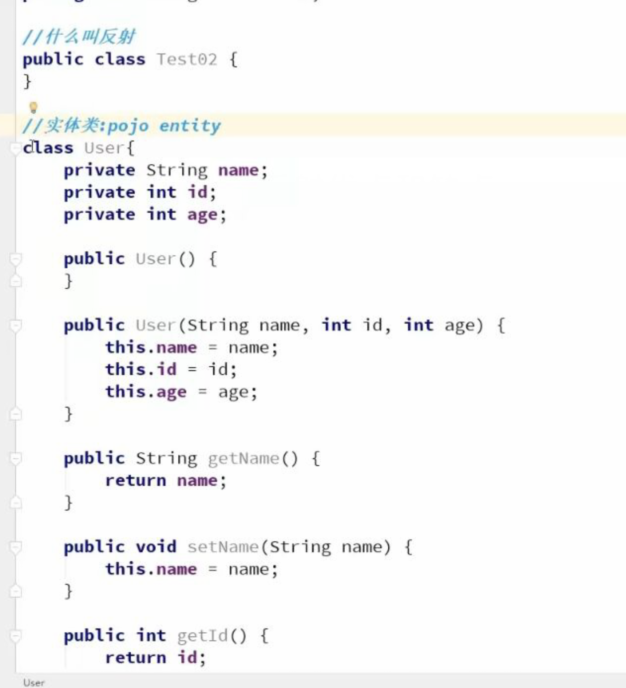 //什么叫反射
public class Test02 {
}
//实体类:pojo entity
class User{
private String name;
private int id;
private int age;
public User() {
}
public User(String name, int id, int age) {
this.name = name;
this.id = id;
this.age = age;
}
public String getName() {
return name;
}
public void setName(String name) {
this.name = name;
}
public int getId() {
return id;
User